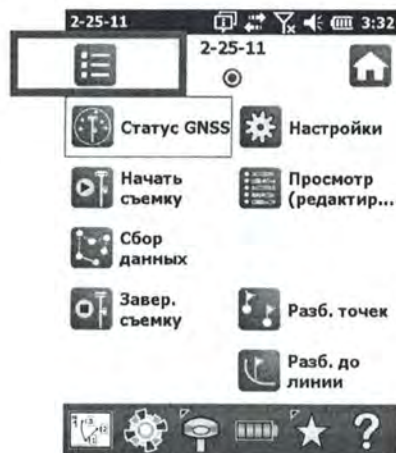 2-25-11 3:32
2-25-11
Статус GNSS Настройки
Начать съемку
Просмотр (редактир...
Сбор данных
Завер. съемку
Разб. точек
Разб. до линии
?